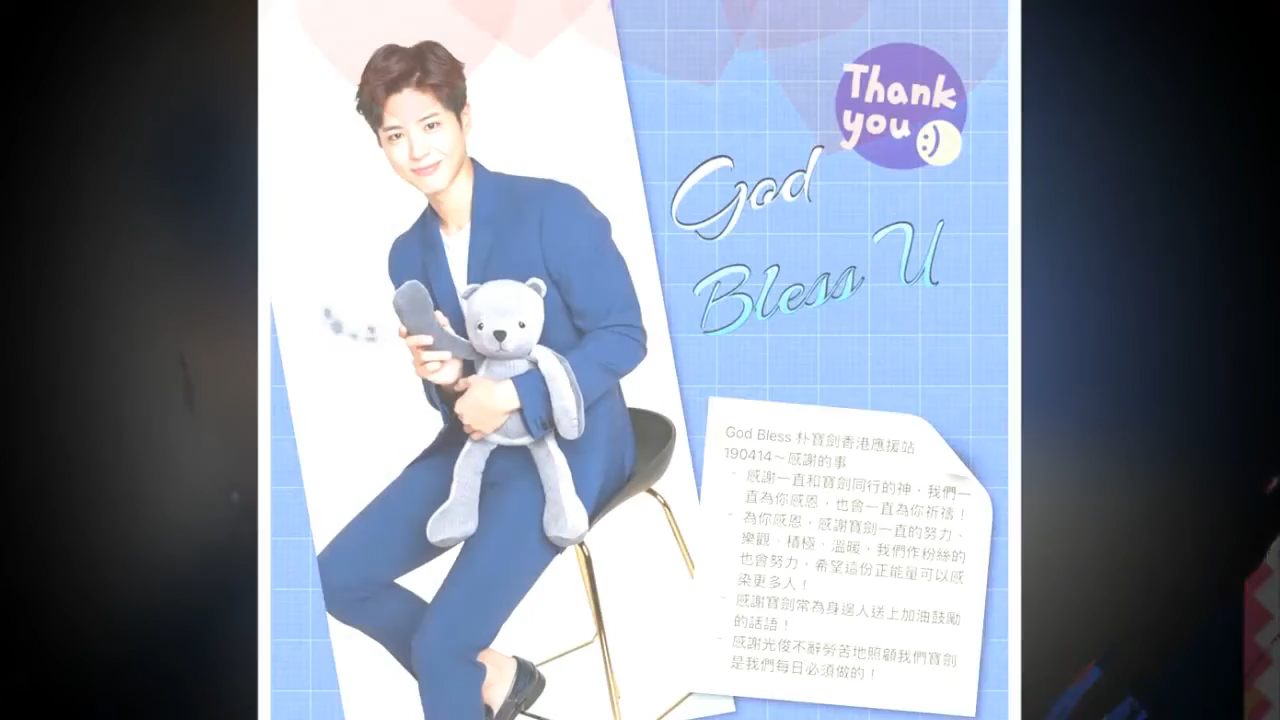 Thank
you
God
Bless U
God Bless 朴寶劍香港應援站
190414～感謝的事
- 感謝一直和寶劍同行的神，我們一
直為你感恩，也會一直為你祈禱！
- 為你感恩，感謝寶劍一直的努力、
樂觀、積極、溫暖，我們作粉絲的
也會努力，希望這份正能量可以感
染更多人！
- 感謝寶劍常為身邊人送上加油鼓勵
的話語！
- 感謝光俊不辭勞苦地照顧我們寶劍
是我們每日必須做的！